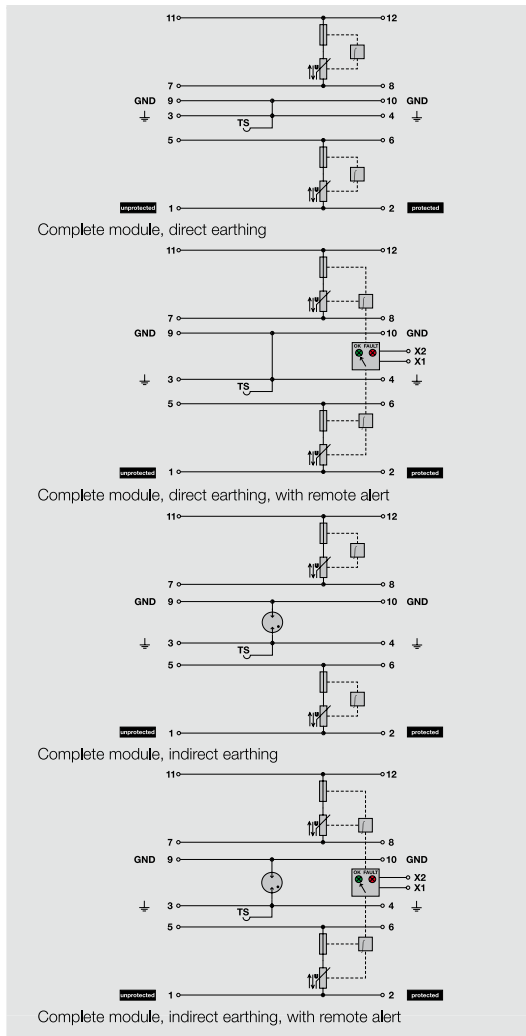 11 12
U
7 8
GND 9 10 GND
3 4
TS
5 6
U
unprotected 1 2 protected
Complete module, direct earthing
11 12
U
7 8
GND 9 10 GND
OK FAULT
X2
X1
3 4
TS
5 6
U
unprotected 1 2 protected
Complete module, direct earthing, with remote alert
11 12
U
7 8
GND 9 10 GND
3 4
TS
5 6
U
unprotected 1 2 protected
Complete module, indirect earthing
11 12
U
7 8
GND 9 10 GND
OK FAULT
X2
X1
3 4
TS
5 6
U
unprotected 1 2 protected
Complete module, indirect earthing, with remote alert